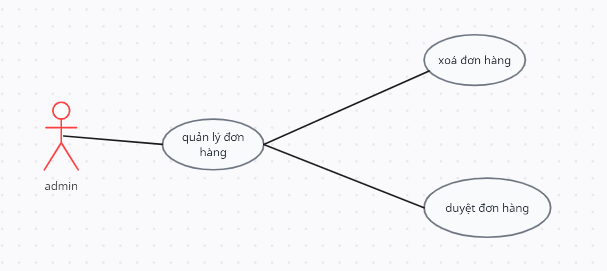 xoá đơn hàng
quản lý đơn
hàng
admin
duyệt đơn hàng